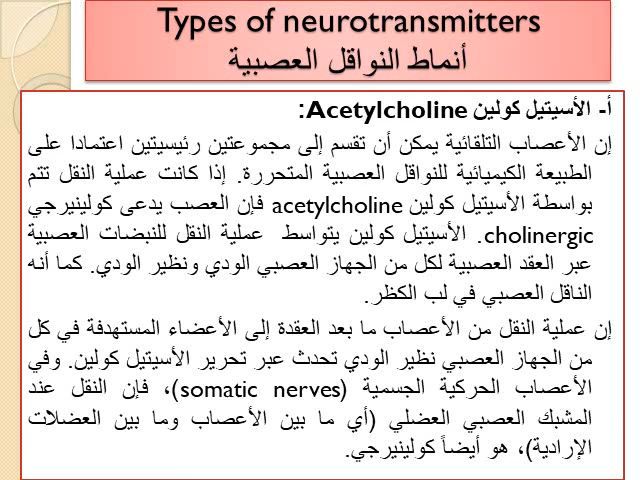 Types of neurotransmitters
أنماط النواقل العصبية
أ- الأسيتيل كولين Acetylcholine:
إن الأعصاب التلقائية يمكن أن تقسم إلى مجموعتين رئيسيتين اعتمادا على
الطبيعة الكيميائية للنواقل العصبية المتحررة. إذا كانت عملية النقل تتم
بواسطة الأسيتيل كولين acetylcholine فإن العصب يدعى كولينيرجي
cholinergic. الأسيتيل كولين يتواسط عملية النقل للنبضات العصبية
عبر العقد العصبية لكل من الجهاز العصبي الودي ونظير الودي. كما أنه
الناقل العصبي في لب الكظر.
إن عملية النقل من الأعصاب ما بعد العقدة إلى الأعضاء المستهدفة في كل
من الجهاز العصبي نظير الودي تحدث عبر تحرير الأسيتيل كولين. وفي
الأعصاب الحركية الجسمية (somatic nerves)، فإن النقل عند
المشبك العصبي العضلي (أي ما بين الأعصاب وما بين العضلات
الإرادية)، هو أيضاً كولينيرجي.